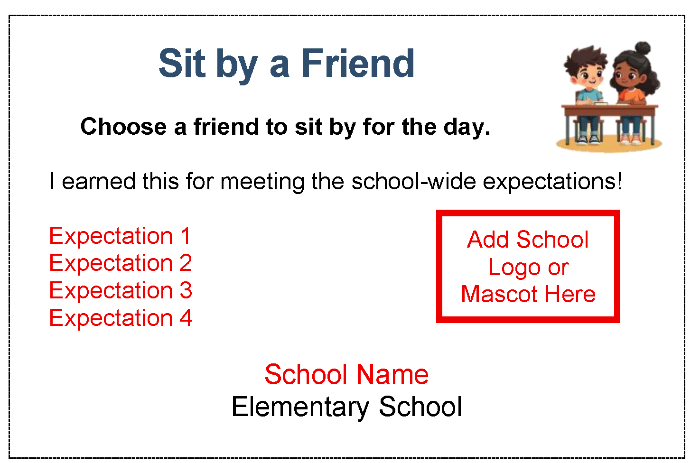 Sit by a Friend
Choose a friend to sit by for the day.
I earned this for meeting the school-wide expectations!
Expectation 1
Expectation 2
Expectation 3
Expectation 4
Add School
Logo or
Mascot Here
School Name
Elementary School